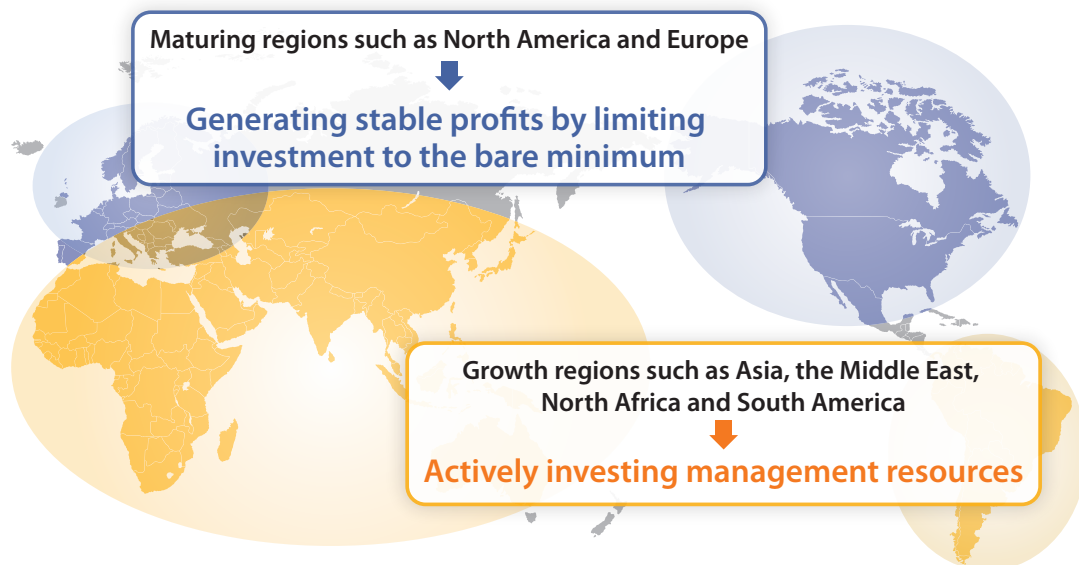 Maturing regions such as North America and Europe
Generating stable profits by limiting
investment to the bare minimum
Growth regions such as Asia, the Middle East,
North Africa and South America
Actively investing management resources